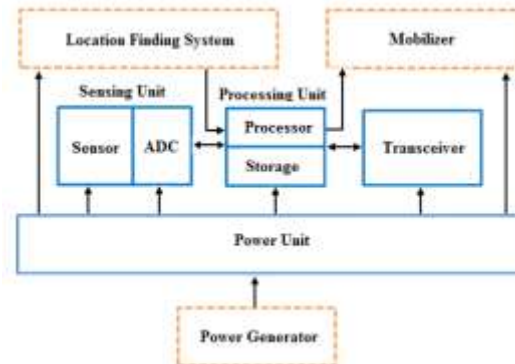 Location Finding System
Mobilizer
Sensing Unit
Processing Unit
Sensor
ADC
Processor
Storage
Transceiver
Power Unit
Power Generator